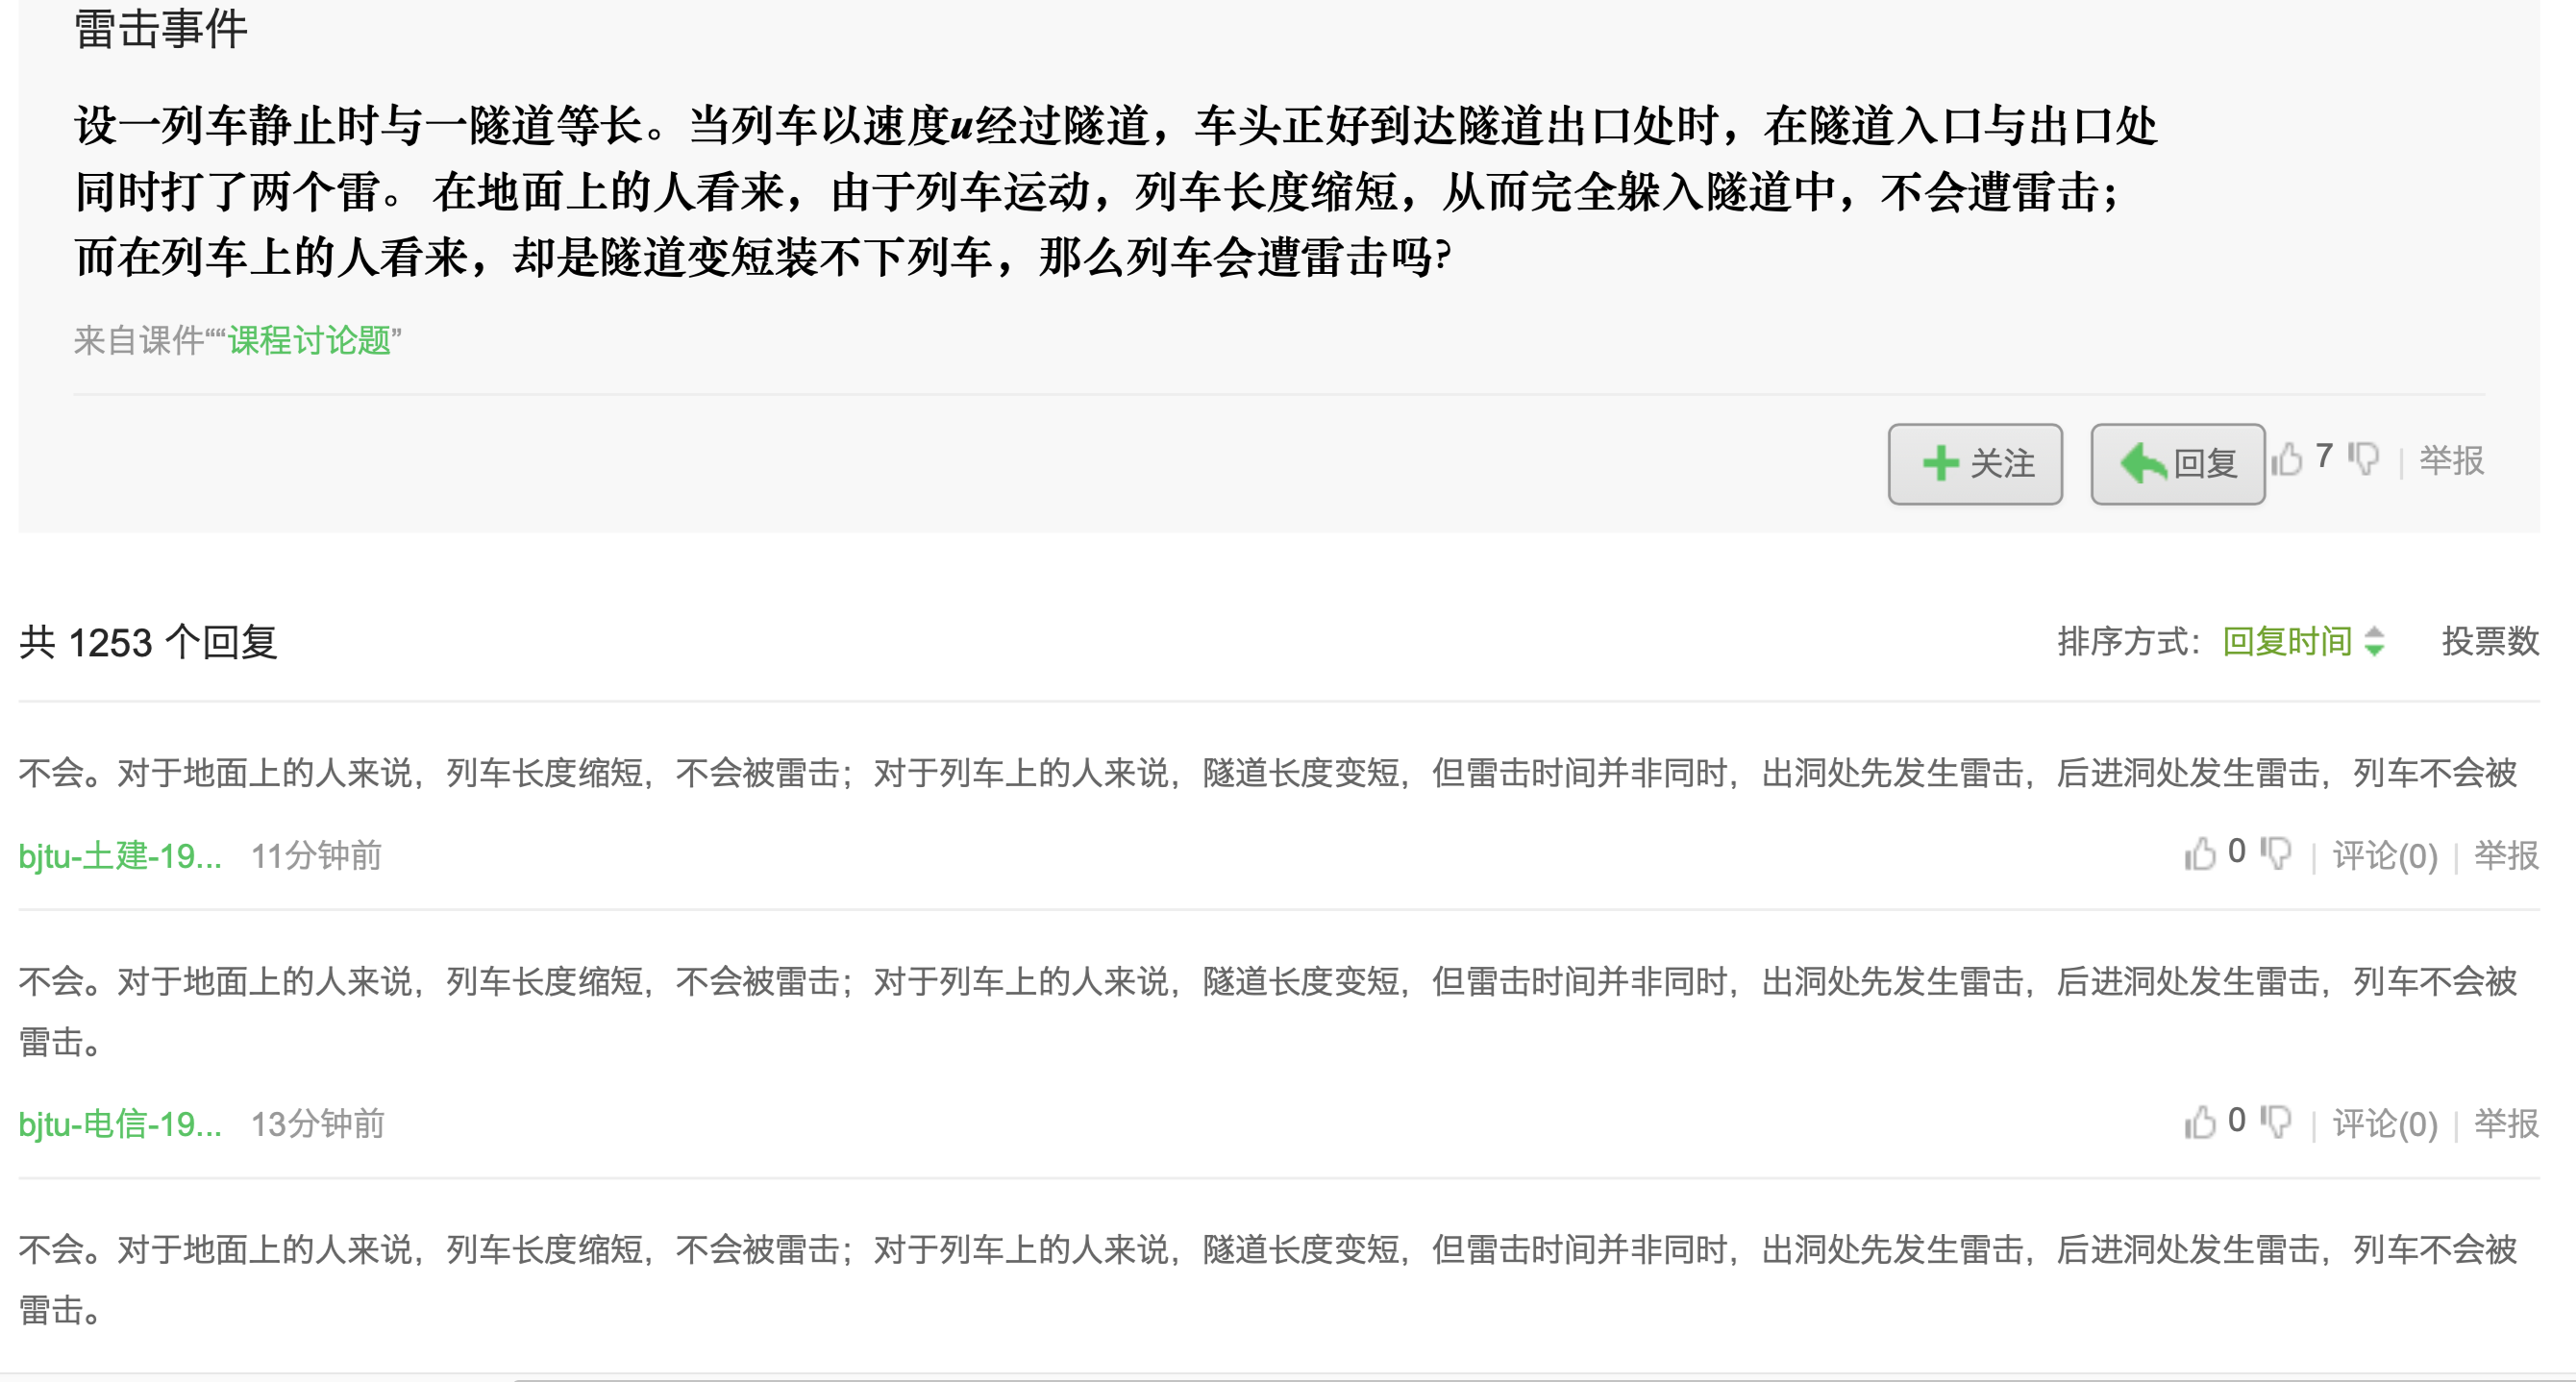 雷击事件
设一列车静止时与一隧道等长。当列车以速度u经过隧道，车头正好到达隧道出口处时，在隧道入口与出口处
同时打了两个雷。 在地面上的人看来，由于列车运动，列车长度缩短，从而完全躲入隧道中，不会遭雷击；
而在列车上的人看来，却是隧道变短装不下列车，那么列车会遭雷击吗?
来自课件““课程讨论题”
关注 回复 7 | 举报
共 1253 个回复 排序方式： 回复时间 投票数
不会。对于地面上的人来说，列车长度缩短，不会被雷击；对于列车上的人来说，隧道长度变短，但雷击时间并非同时，出洞处先发生雷击，后进洞处发生雷击，列车不会被
bjtu-土建-19... 11分钟前 0 | 评论(0) | 举报
不会。对于地面上的人来说，列车长度缩短，不会被雷击；对于列车上的人来说，隧道长度变短，但雷击时间并非同时，出洞处先发生雷击，后进洞处发生雷击，列车不会被
雷击。
bjtu-电信-19... 13分钟前 0 | 评论(0) | 举报
不会。对于地面上的人来说，列车长度缩短，不会被雷击；对于列车上的人来说，隧道长度变短，但雷击时间并非同时，出洞处先发生雷击，后进洞处发生雷击，列车不会被
雷击。